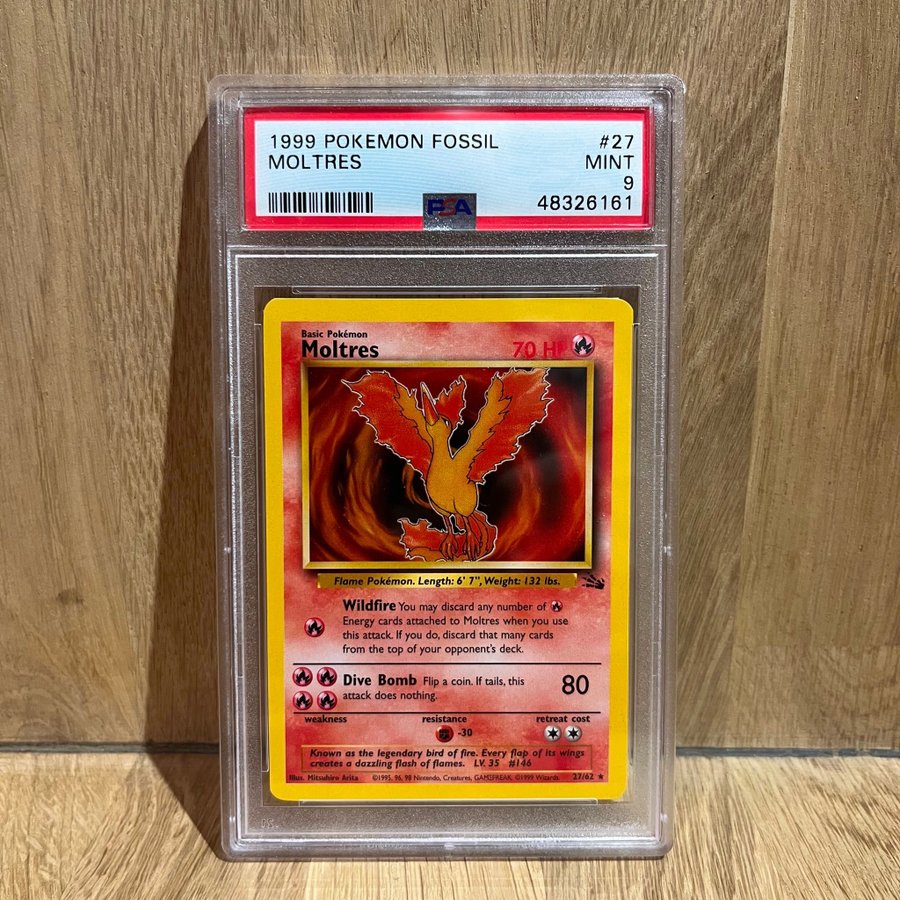 1999 POKEMON FOSSIL #27
MOLTRES MINT
9
PSA 48326161
Basic Pokémon
Moltres 70 HP
Flame Pokémon. Length: 6' 7", Weight: 132 lbs.
Wildfire You may discard any number of
Energy cards attached to Moltres when you use
this attack. If you do, discard that many cards
from the top of your opponent's deck.
Dive Bomb Flip a coin. If tails, this
attack does nothing.
80
weakness resistance retreat cost
-30
Known as the legendary bird of fire. Every flap of its wings
creates a dazzling flash of flames. LV. 35 #146
Illus. Mitsuhiro Arita ©1995, 96, 98 Nintendo, Creatures, GAMEFREAK. ©1999 Wizards. 27/62